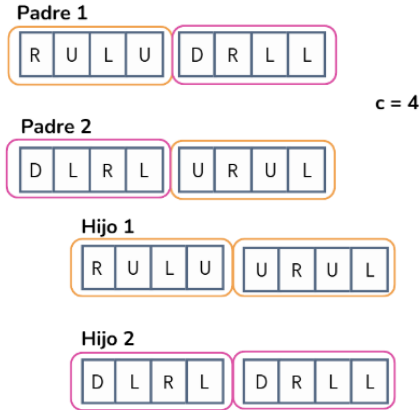 Padre 1
R U L U D R L L
c = 4
Padre 2
D L R L U R U L
Hijo 1
R U L U U R U L
Hijo 2
D L R L D R L L